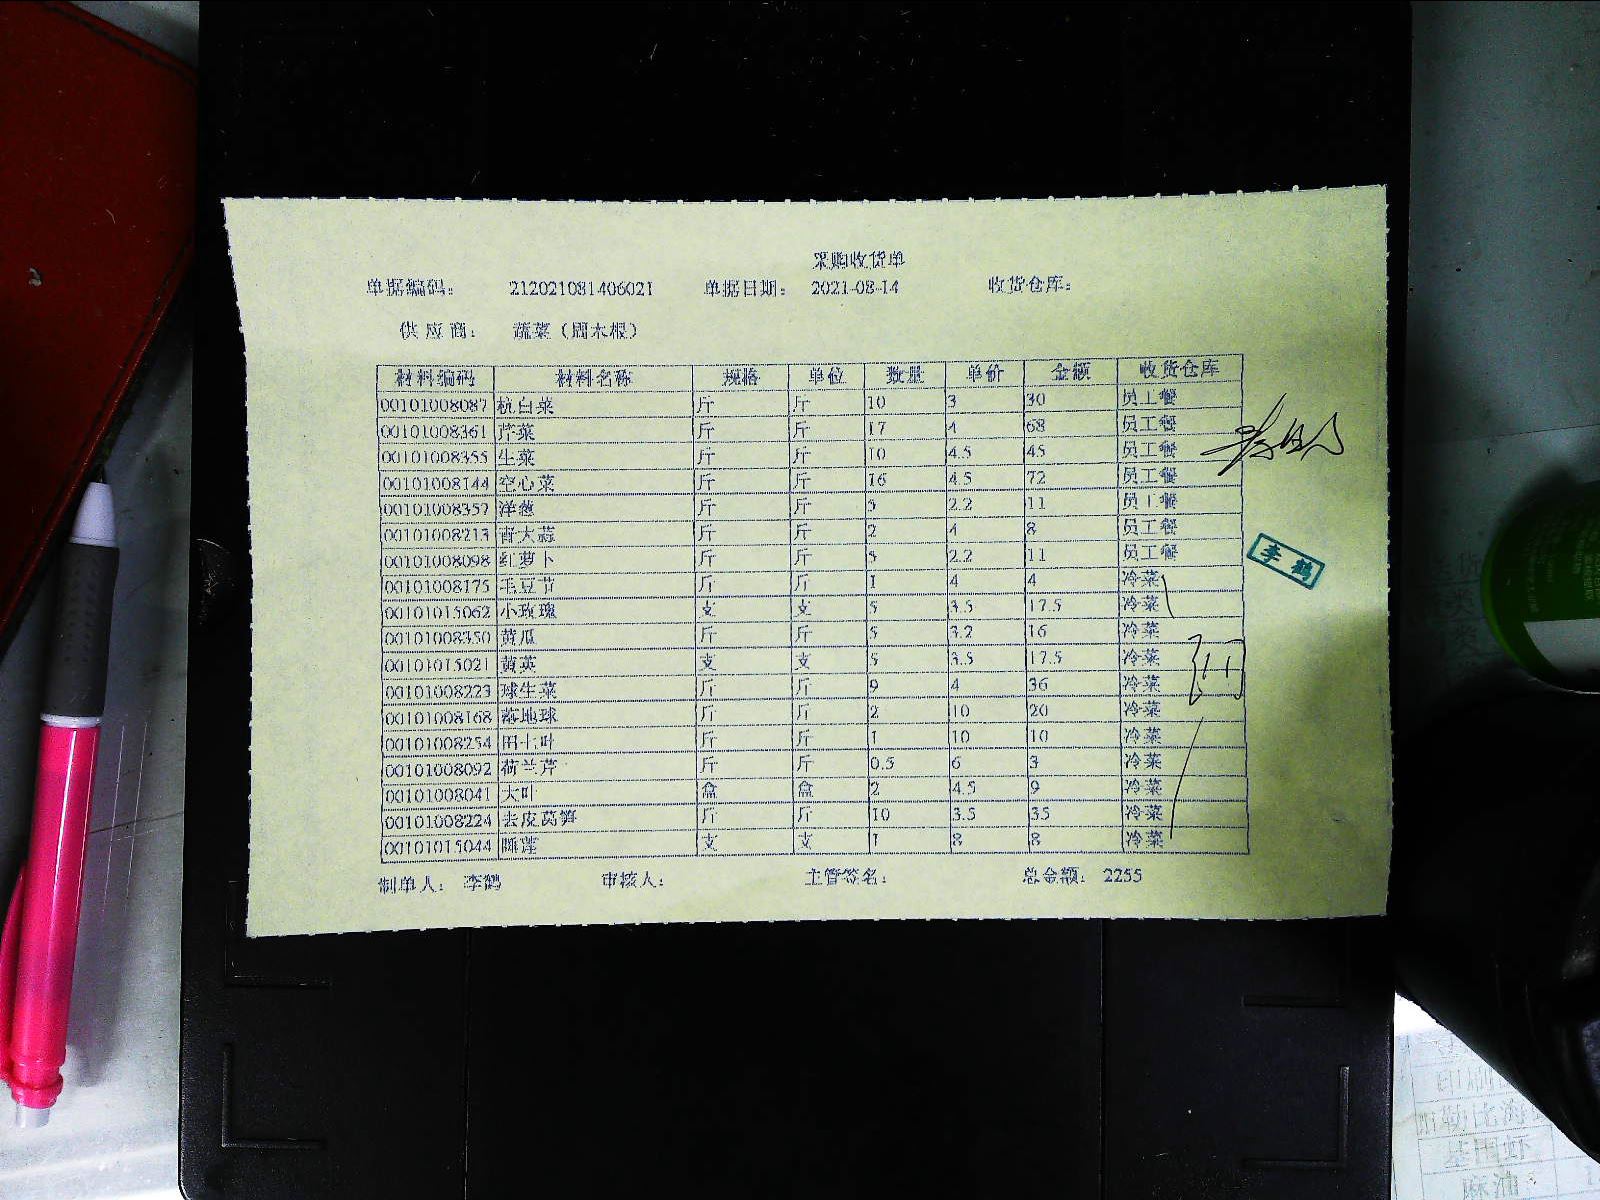 采购收货单
单据编码： 212021081406021 单据日期： 2021-08-14 收货仓库：
供应商： 蔬菜（周木根）
材料编码 材料名称 规格 单位 数量 单价 金额 收货仓库
00101008087 杭白菜 斤 斤 10 3 30 员工餐
00101008361 芹菜 斤 斤 17 4 68 员工餐
00101008355 生菜 斤 斤 10 4.5 45 员工餐
00101008144 空心菜 斤 斤 16 4.5 72 员工餐
00101008357 洋葱 斤 斤 5 2.2 11 员工餐
00101008213 青大蒜 斤 斤 2 4 8 员工餐
00101008098 红萝卜 斤 斤 5 2.2 11 员工餐
李鹤
00101008175 毛豆节 斤 斤 1 4 4 冷菜
00101015062 小玫瑰 支 支 5 3.5 17.5 冷菜
00101008350 黄瓜 斤 斤 5 3.2 16 冷菜
00101015021 黄英 支 支 5 3.5 17.5 冷菜
00101008223 球生菜 斤 斤 9 4 36 冷菜
00101008168 落地球 斤 斤 2 10 20 冷菜
00101008254 田七叶 斤 斤 1 10 10 冷菜
00101008092 荷兰芹 斤 斤 0.5 6 3 冷菜
00101008041 大叶 盒 盒 2 4.5 9 冷菜
00101008224 去皮莴笋 斤 斤 10 3.5 35 冷菜
00101015044 睡莲 支 支 1 8 8 冷菜
制单人： 李鹤 审核人： 主管签名： 总金额： 2255
基围虾
麻油